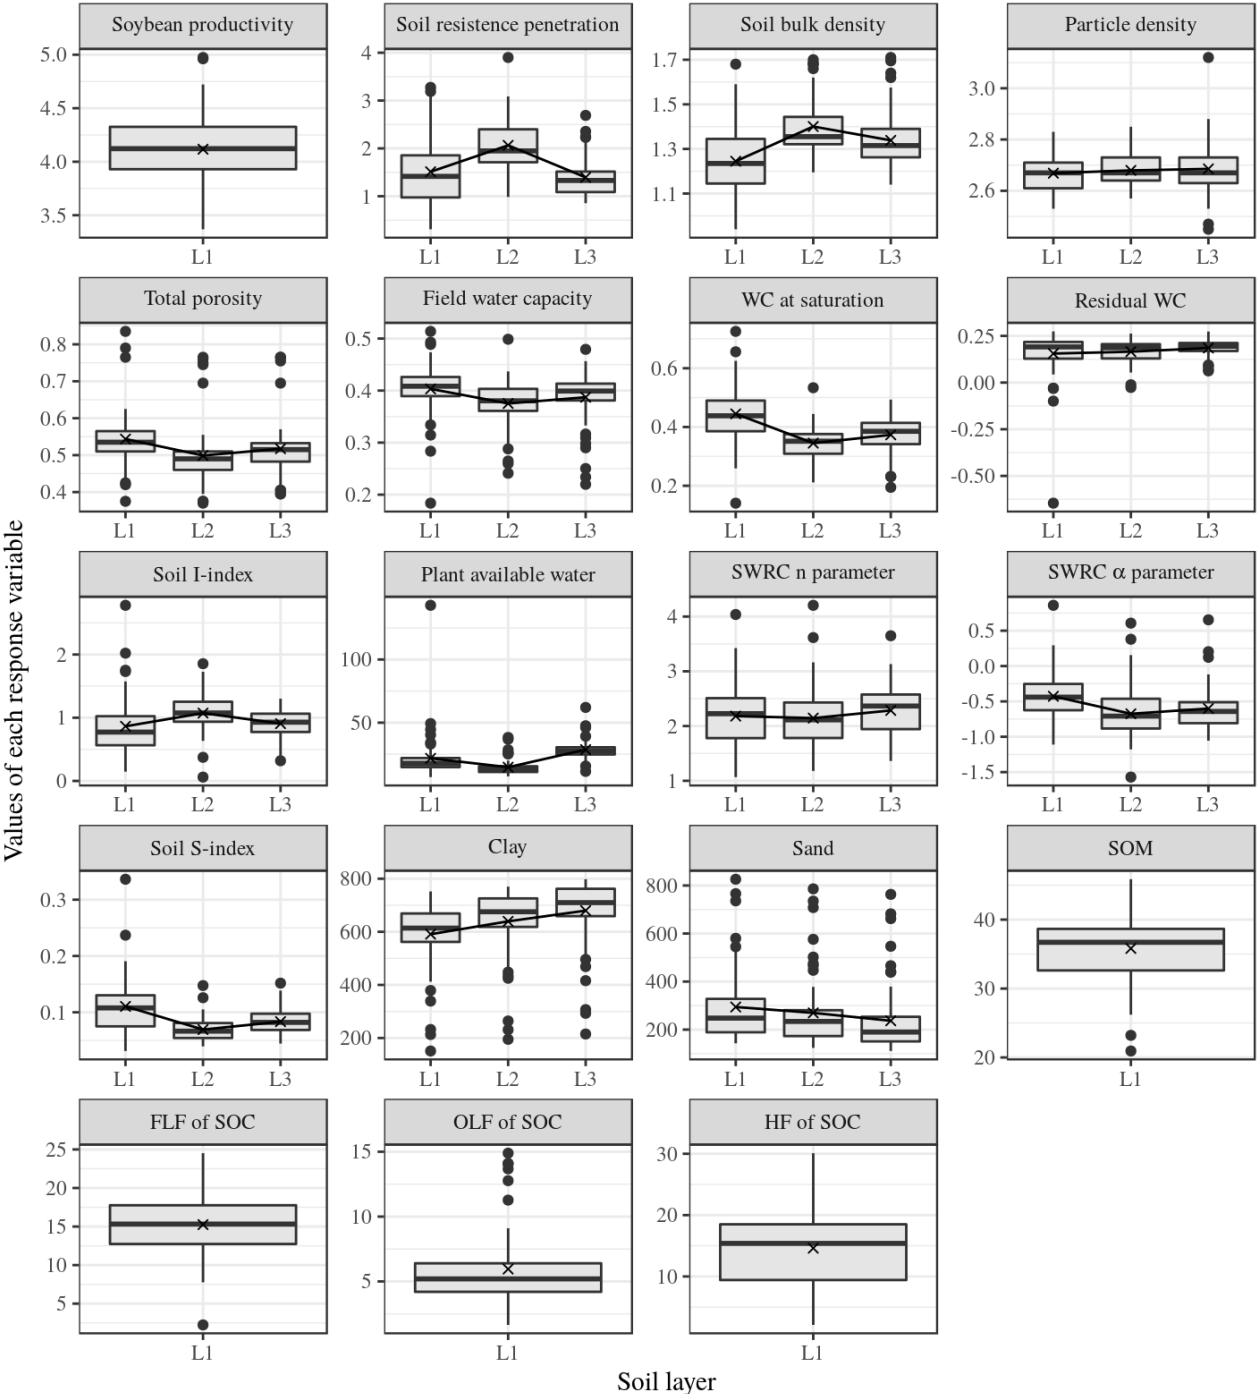 Soybean productivity
Soil resistence penetration
Soil bulk density
Particle density
5.0
4.5
4.0
3.5
L1
4
3
2
1
L1 L2 L3
1.7
1.5
1.3
1.1
L1 L2 L3
3.0
2.8
2.6
L1 L2 L3
Total porosity
Field water capacity
WC at saturation
Residual WC
0.8
0.7
0.6
0.5
0.4
L1 L2 L3
0.5
0.4
0.3
0.2
L1 L2 L3
0.6
0.4
0.2
L1 L2 L3
0.25
0.00
-0.25
-0.50
L1 L2 L3
Values of each response variable
Soil I-index
Plant available water
SWRC n parameter
SWRC α parameter
2
1
0
L1 L2 L3
100
50
L1 L2 L3
4
3
2
1
L1 L2 L3
0.5
0.0
-0.5
-1.0
-1.5
L1 L2 L3
Soil S-index
Clay
Sand
SOM
0.3
0.2
0.1
L1 L2 L3
800
600
400
200
L1 L2 L3
800
600
400
200
L1 L2 L3
40
30
20
L1
FLF of SOC
OLF of SOC
HF of SOC
25
20
15
10
5
L1
15
10
5
L1
30
20
10
L1
Soil layer